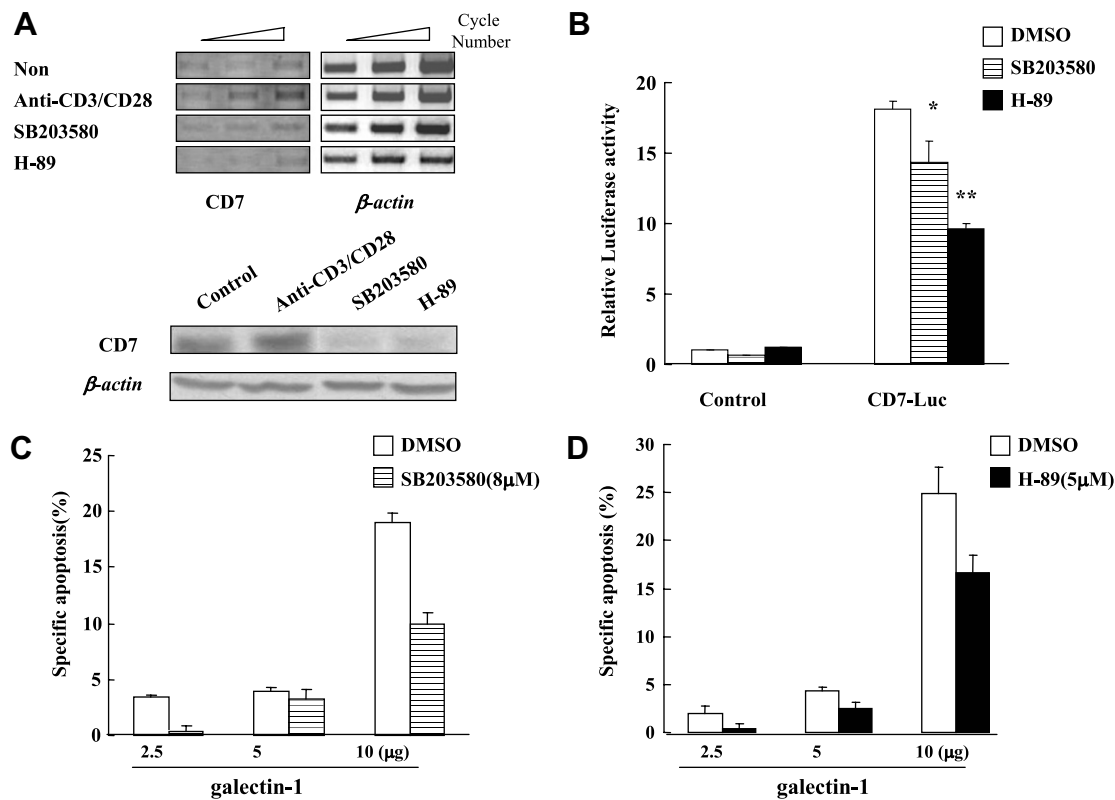 A
Cycle
Number
Non
Anti-CD3/CD28
SB203580
H-89
CD7
β-actin
Control
Anti-CD3/CD28
SB203580
H-89
CD7
β-actin
B
DMSO
SB203580
H-89
Relative Luciferase activity
20
15
10
5
0
*
**
Control
CD7-Luc
C
DMSO
SB203580(8μM)
Specific apoptosis(%)
25
20
15
10
5
0
2.5
5
10 (μg)
galectin-1
D
DMSO
H-89(5μM)
Specific apoptosis (%)
30
25
20
15
10
5
0
2.5
5
10 (μg)
galectin-1